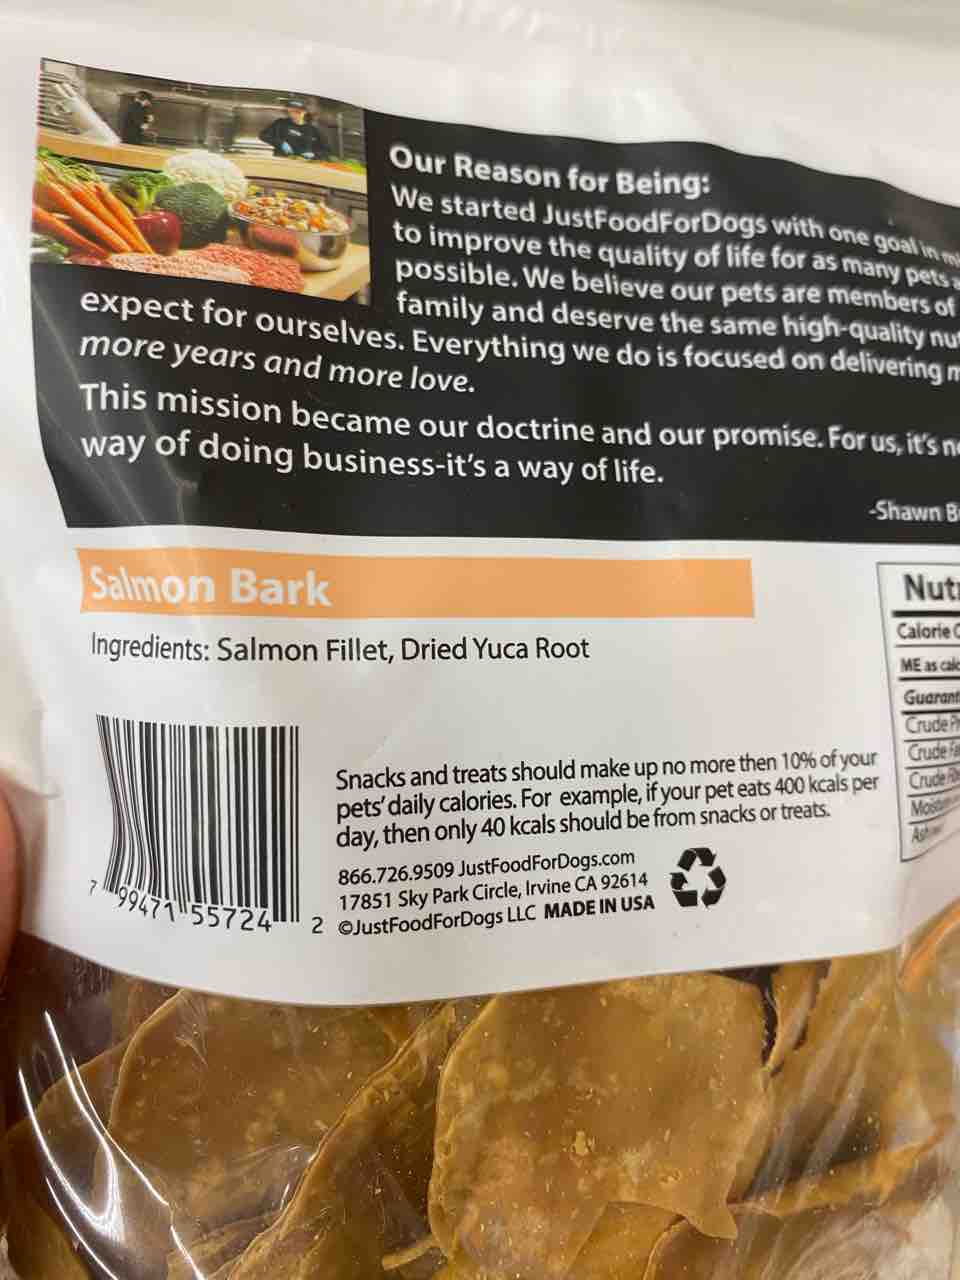 Our Reason for Being:
We started JustFoodForDogs with one goal in
to improve the quality of life for as many pets
possible. We believe our pets are members of
family and deserve the same high-quality
expect for ourselves. Everything we do is focused on delivering
more years and more love.
This mission became our doctrine and our promise. For us, it's
way of doing business-it's a way of life.
-Shawn
Salmon Bark
Ingredients: Salmon Fillet, Dried Yuca Root
Calorie
ME as
Crude
Crude
Crude
Snacks and treats should make up no more then 10% of your
pets' daily calories. For example, if your pet eats 400 kcals per
day, then only 40 kcals should be from snacks or treats.
866.726.9509 JustFoodForDogs.com
17851 Sky Park Circle, Irvine CA 92614
©JustFoodForDogs LLC MADE IN USA
7 99471 55724 2